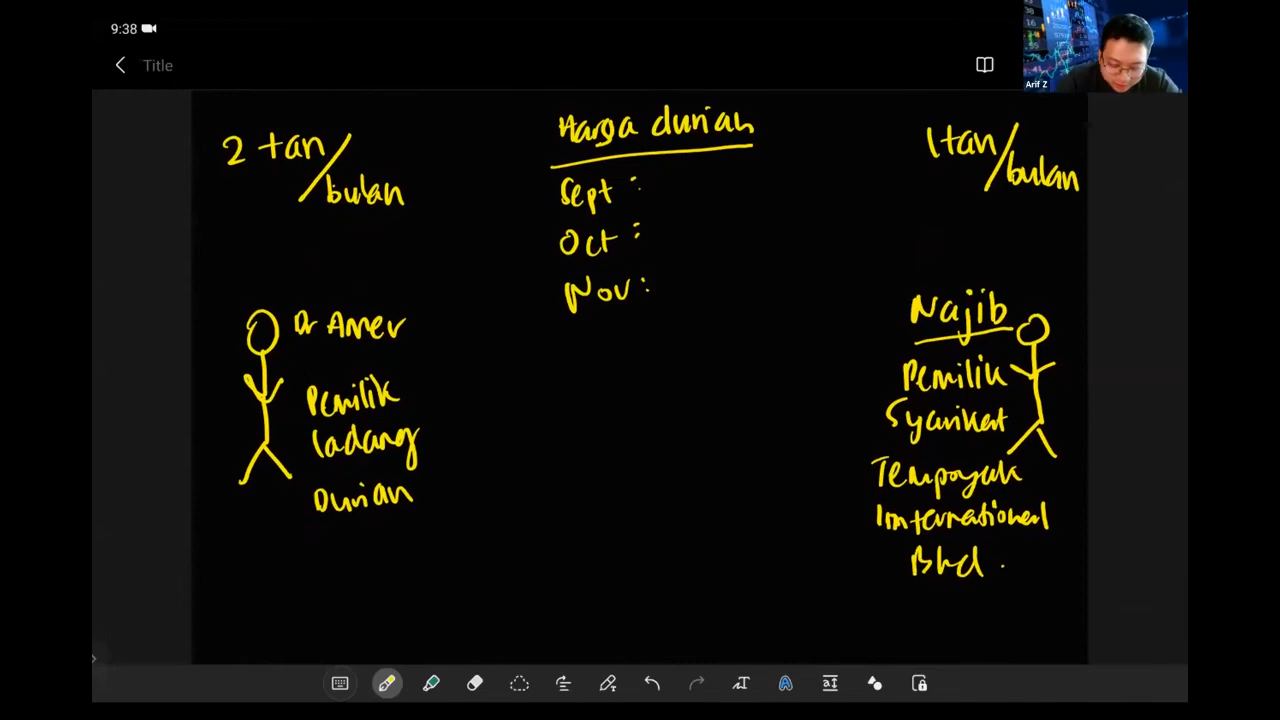 9:38
Title
Arif Z
2 tan/
bulan
Harga durian
Sept :
Oct :
Nov :
1 tan/
bulan
Dr Amer
Pemilik
ladang
Durian
Najib
Pemilik
Syarikat
Tempoyak
International
Bhd.